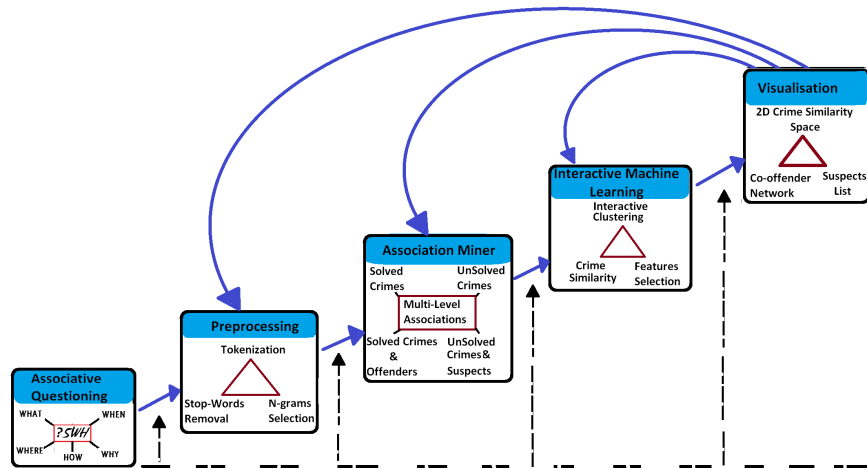 Visualisation
2D Crime Similarity
Space
Co-offender
Network
Suspects
List
Interactive Machine
Learning
Interactive
Clustering
Crime
Similarity
Features
Selection
Association Miner
Solved
Crimes
UnSolved
Crimes
Multi-Level
Associations
Solved Crimes
&
Offenders
UnSolved
Crimes&
Suspects
Preprocessing
Tokenization
Stop-Words
Removal
N-grams
Selection
Associative
Questioning
WHAT
WHEN
?5WH
WHERE
HOW
WHY